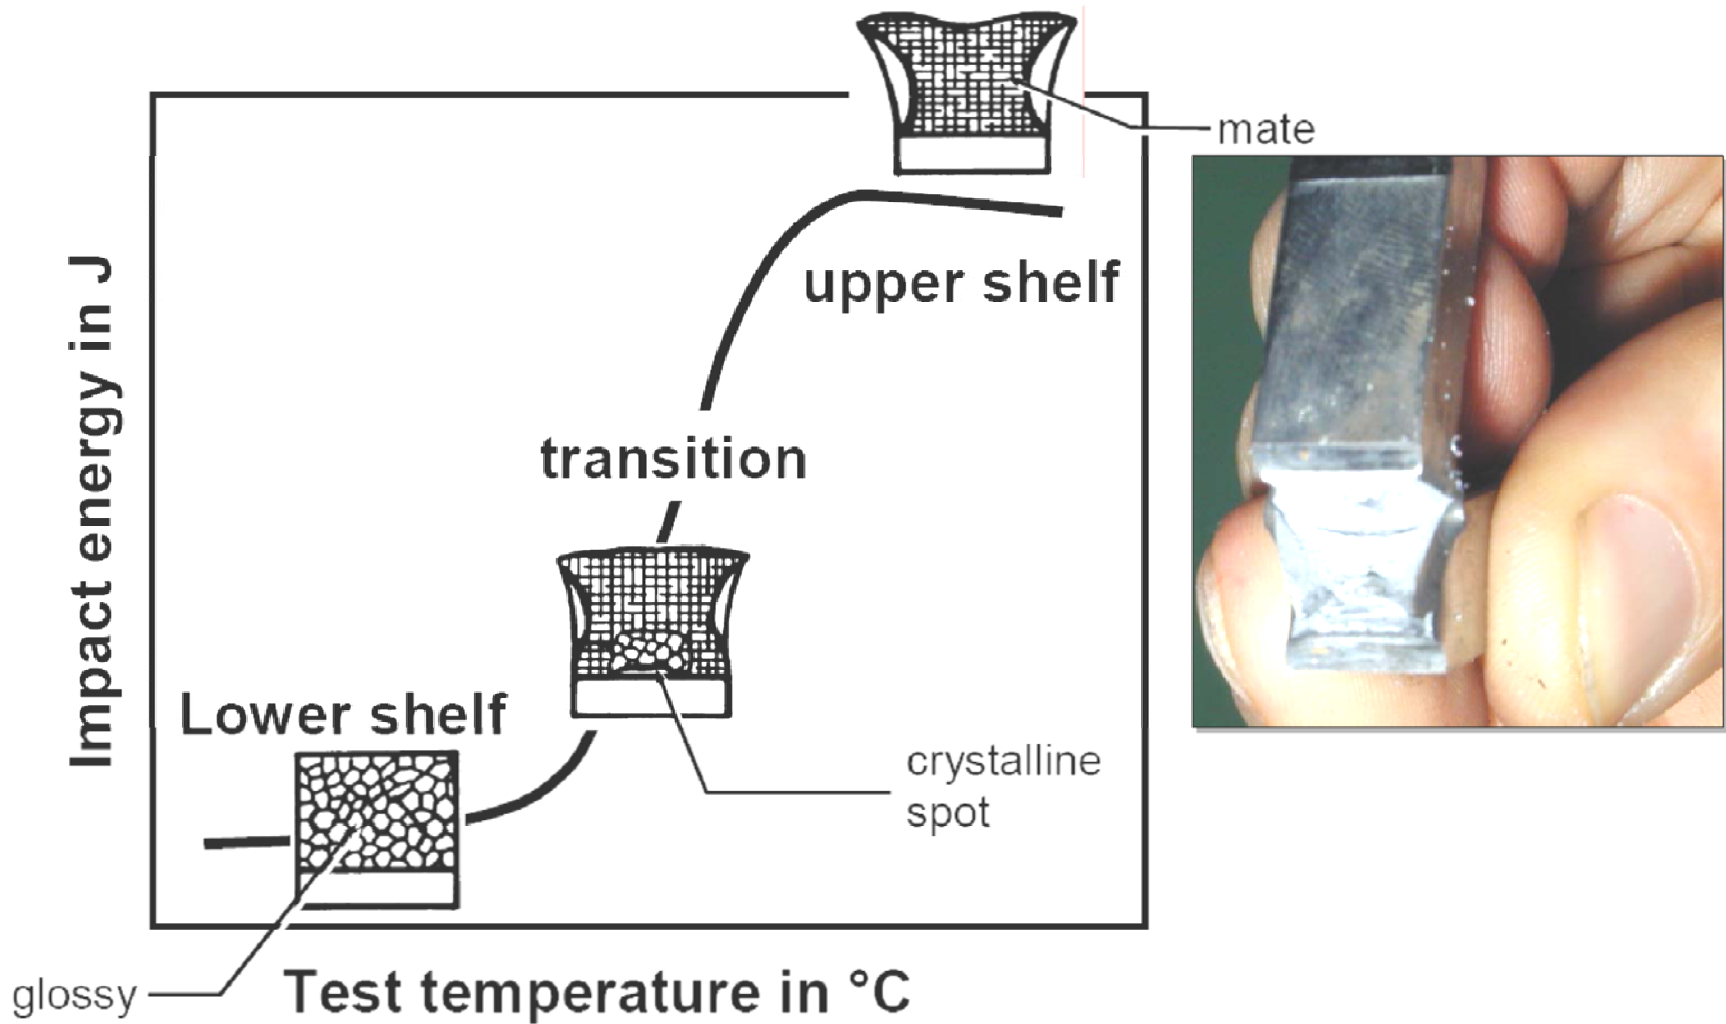 mate
upper shelf
Impact energy in J
transition
Lower shelf
crystalline
spot
glossy
Test temperature in °C